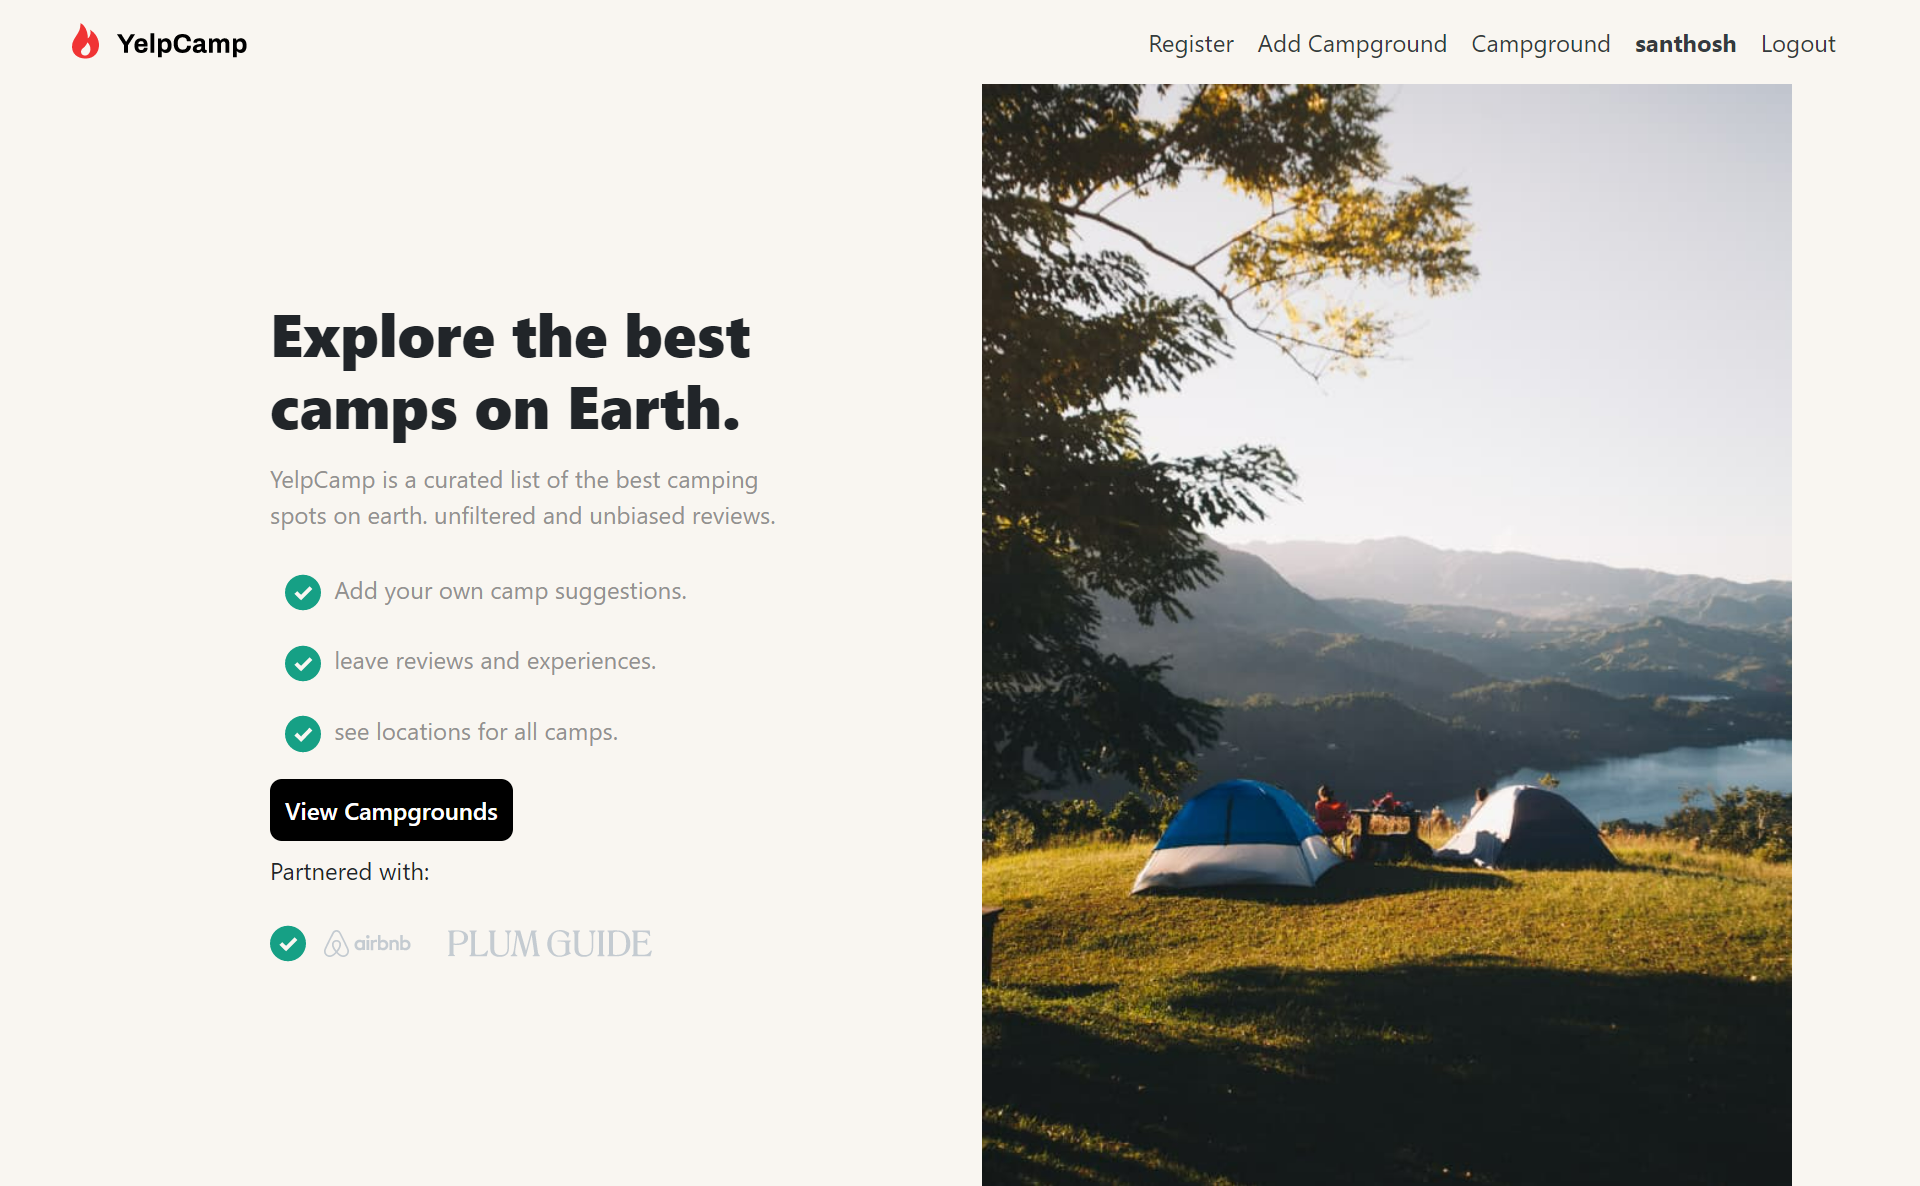 YelpCamp
Register Add Campground Campground santhosh Logout
Explore the best
camps on Earth.
YelpCamp is a curated list of the best camping
spots on earth. unfiltered and unbiased reviews.
Add your own camp suggestions.
leave reviews and experiences.
see locations for all camps.
View Campgrounds
Partnered with:
airbnb PLUM GUIDE